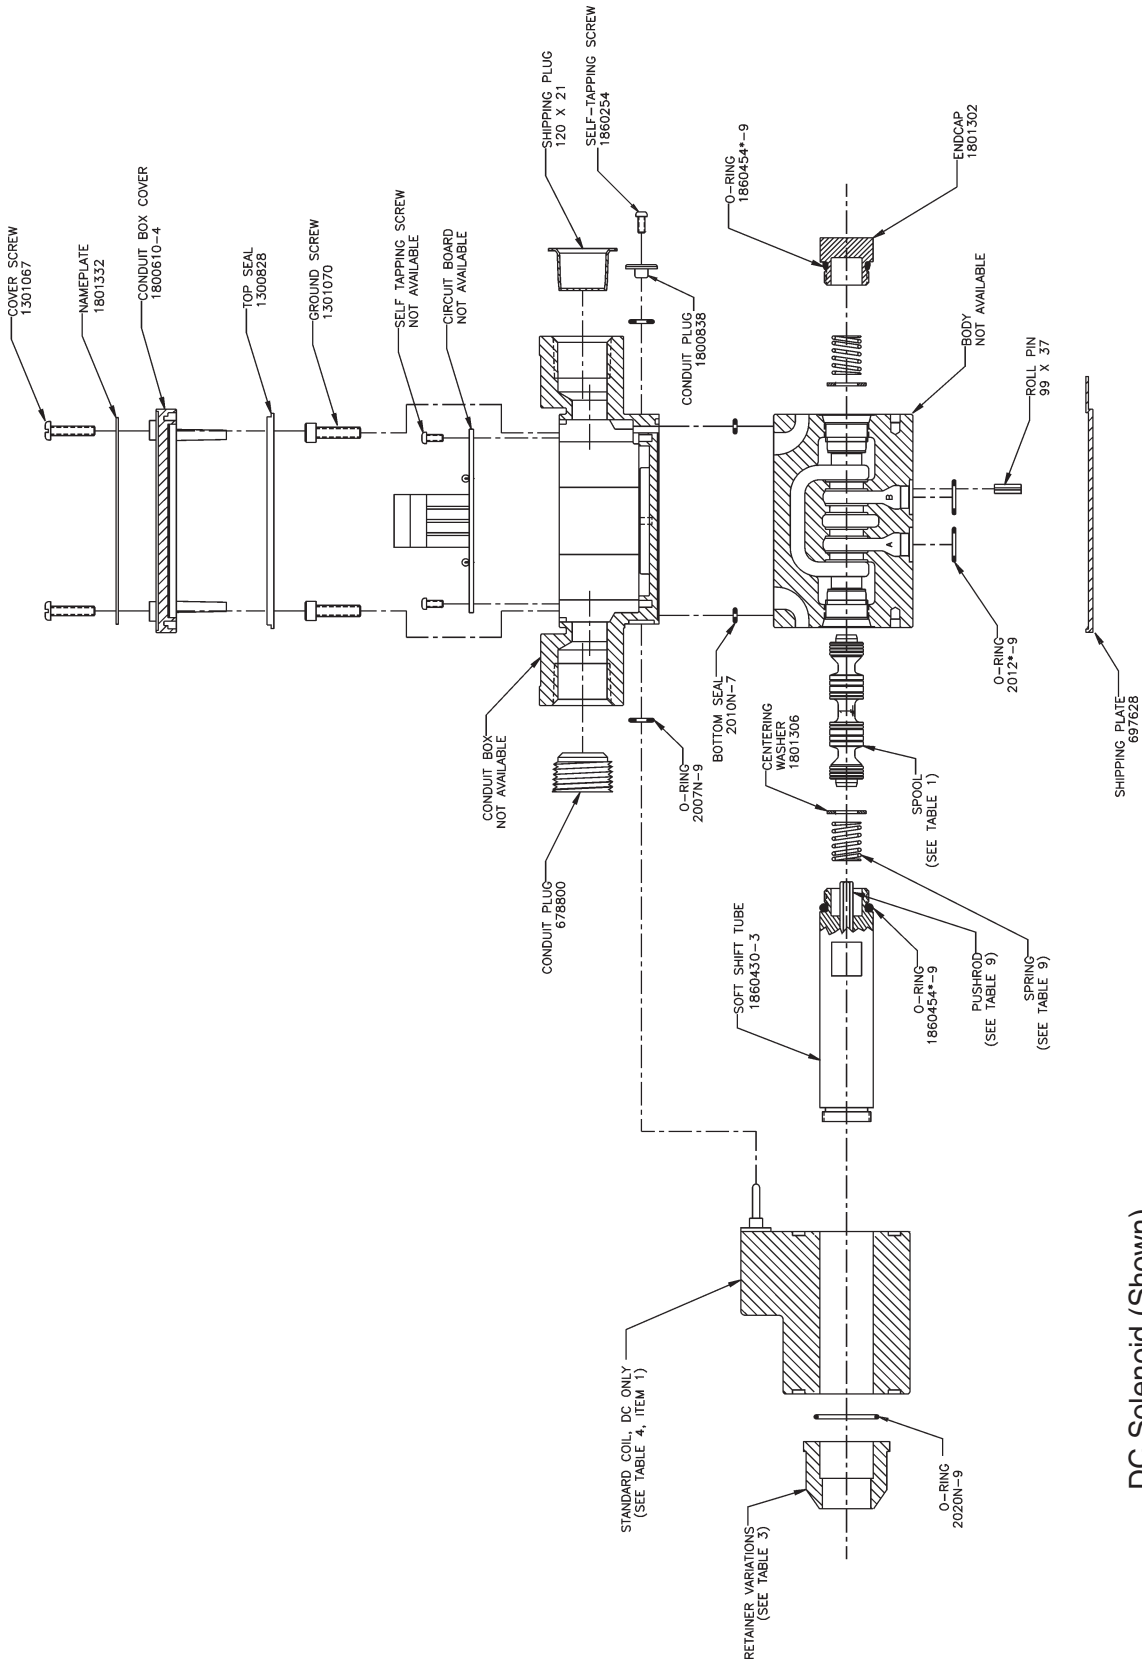 COVER SCREW
1301067
NAMEPLATE
1801332
CONDUIT BOX COVER
1800610-4
TOP SEAL
1300828
GROUND SCREW
1301070
SELF TAPPING SCREW
NOT AVAILABLE
CIRCUIT BOARD
NOT AVAILABLE
SHIPPING PLUG
120 X 21
SELF-TAPPING SCREW
1860254
CONDUIT PLUG
1800838
O-RING
1860454*-9
ENDCAP
1801302
BODY
NOT AVAILABLE
ROLL PIN
99 X 37
A
B
CONDUIT BOX
NOT AVAILABLE
CONDUIT PLUG
678800
O-RING
2007N-9
BOTTOM SEAL
2010N-7
CENTERING
WASHER
1801306
SPOOL
(SEE TABLE 1)
O-RING
2012*-9
SHIPPING PLATE
697628
SOFT SHIFT TUBE
1860430-3
O-RING
1860454*-9
PUSHROD
(SEE TABLE 9)
SPRING
(SEE TABLE 9)
STANDARD COIL, DC ONLY
(SEE TABLE 4, ITEM 1)
RETAINER VARIATIONS
(SEE TABLE 3)
O-RING
2020N-9
DC Solenoid (Shown)